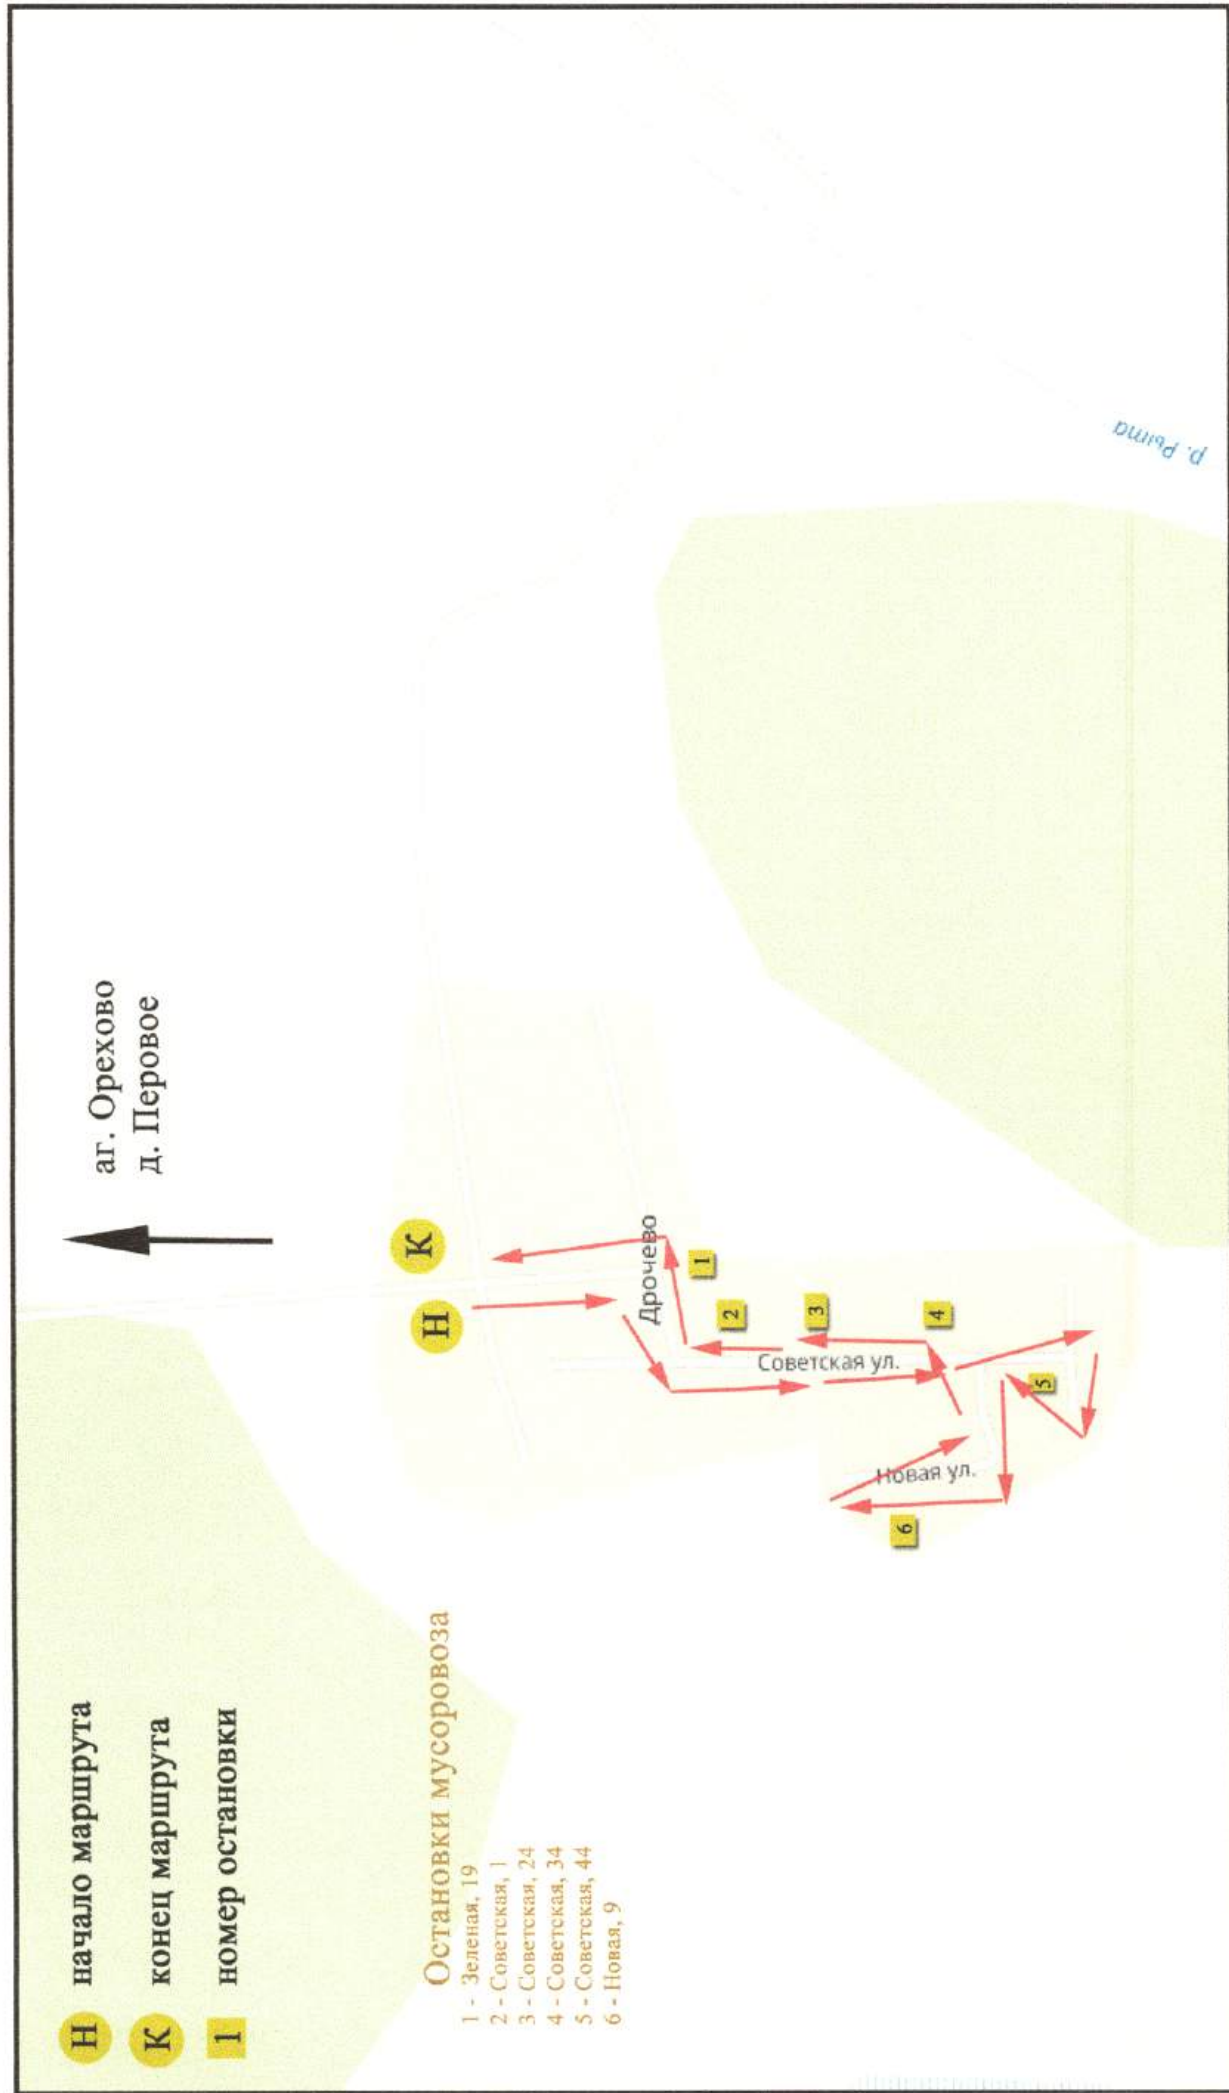 Н начало маршрута
К конец маршрута
1 номер остановки
аг. Орехово
д. Перовое
Остановки мусоровоза
1 - Зеленая, 19
2 - Советская, 1
3 - Советская, 24
4 - Советская, 34
5 - Советская, 44
6 - Новая, 9
Н
К
Дрочево
1
2
3
4
5
6
Советская ул.
Новая ул.
р. Рыта